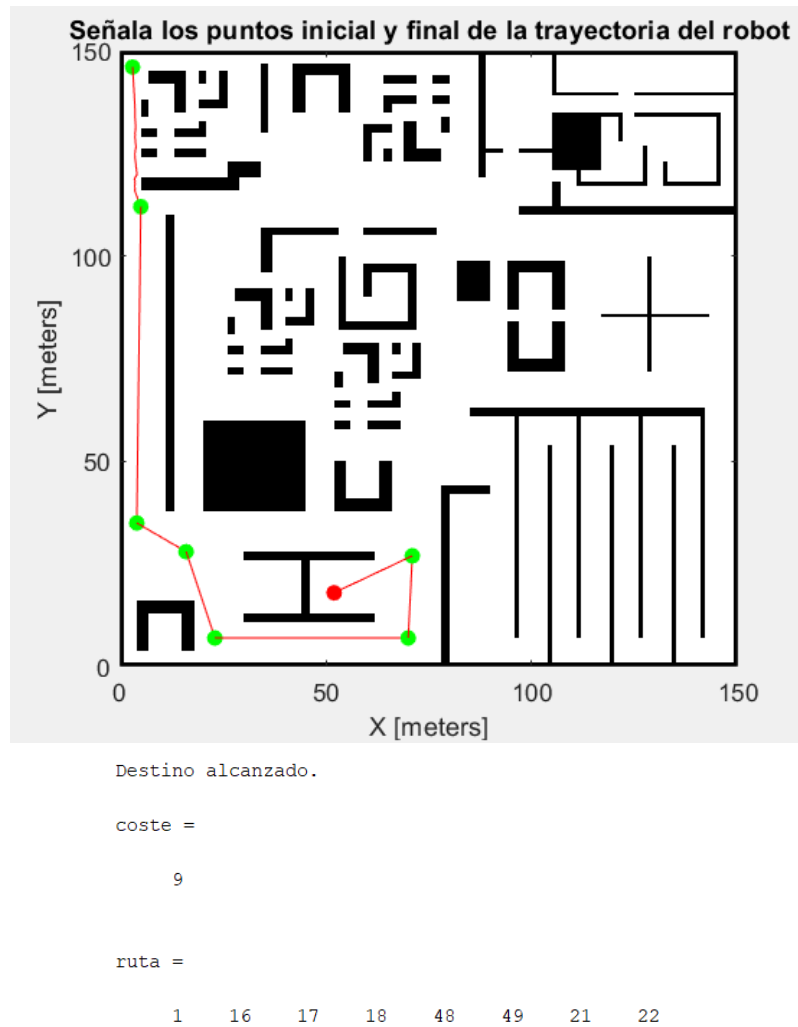 Señala los puntos inicial y final de la trayectoria del robot
150
100
50
0
Y [meters]
0 50 100 150
X [meters]
Destino alcanzado.
coste =
9
ruta =
1 16 17 18 48 49 21 22